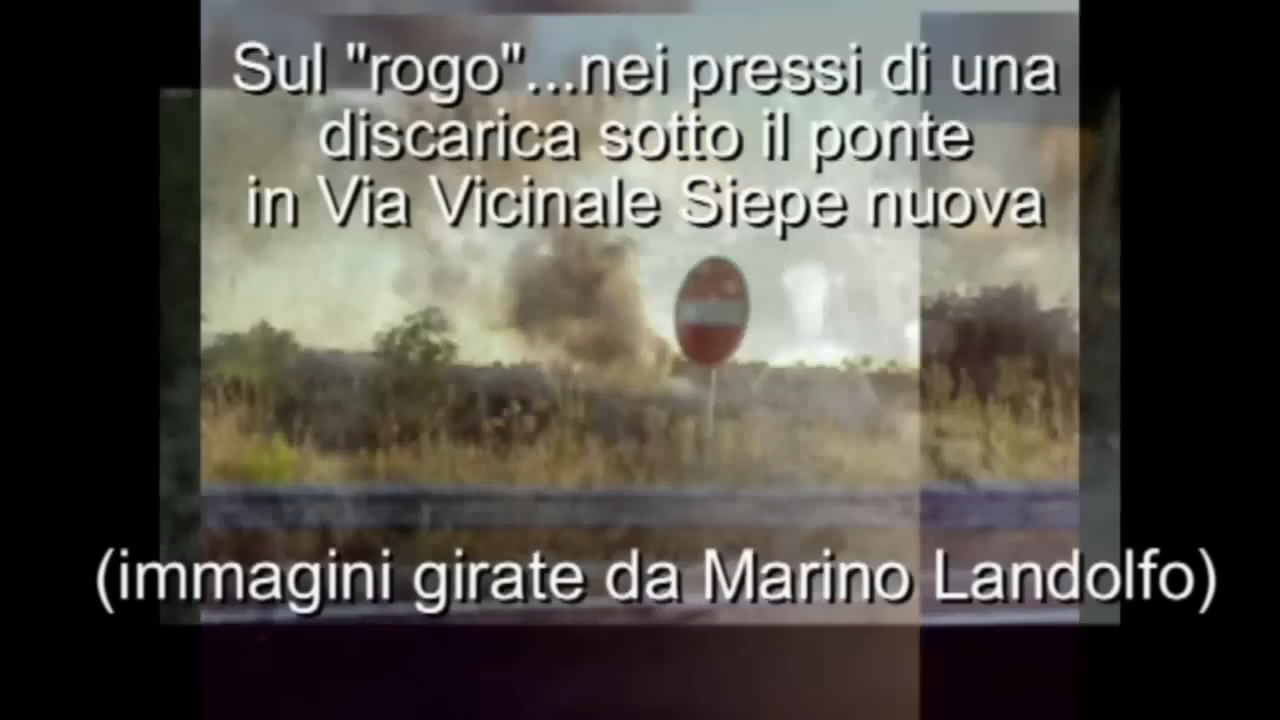 Sul "rogo"...nei pressi di una
discarica sotto il ponte
in Via Vicinale Siepe nuova
(immagini girate da Marino Landolfo)